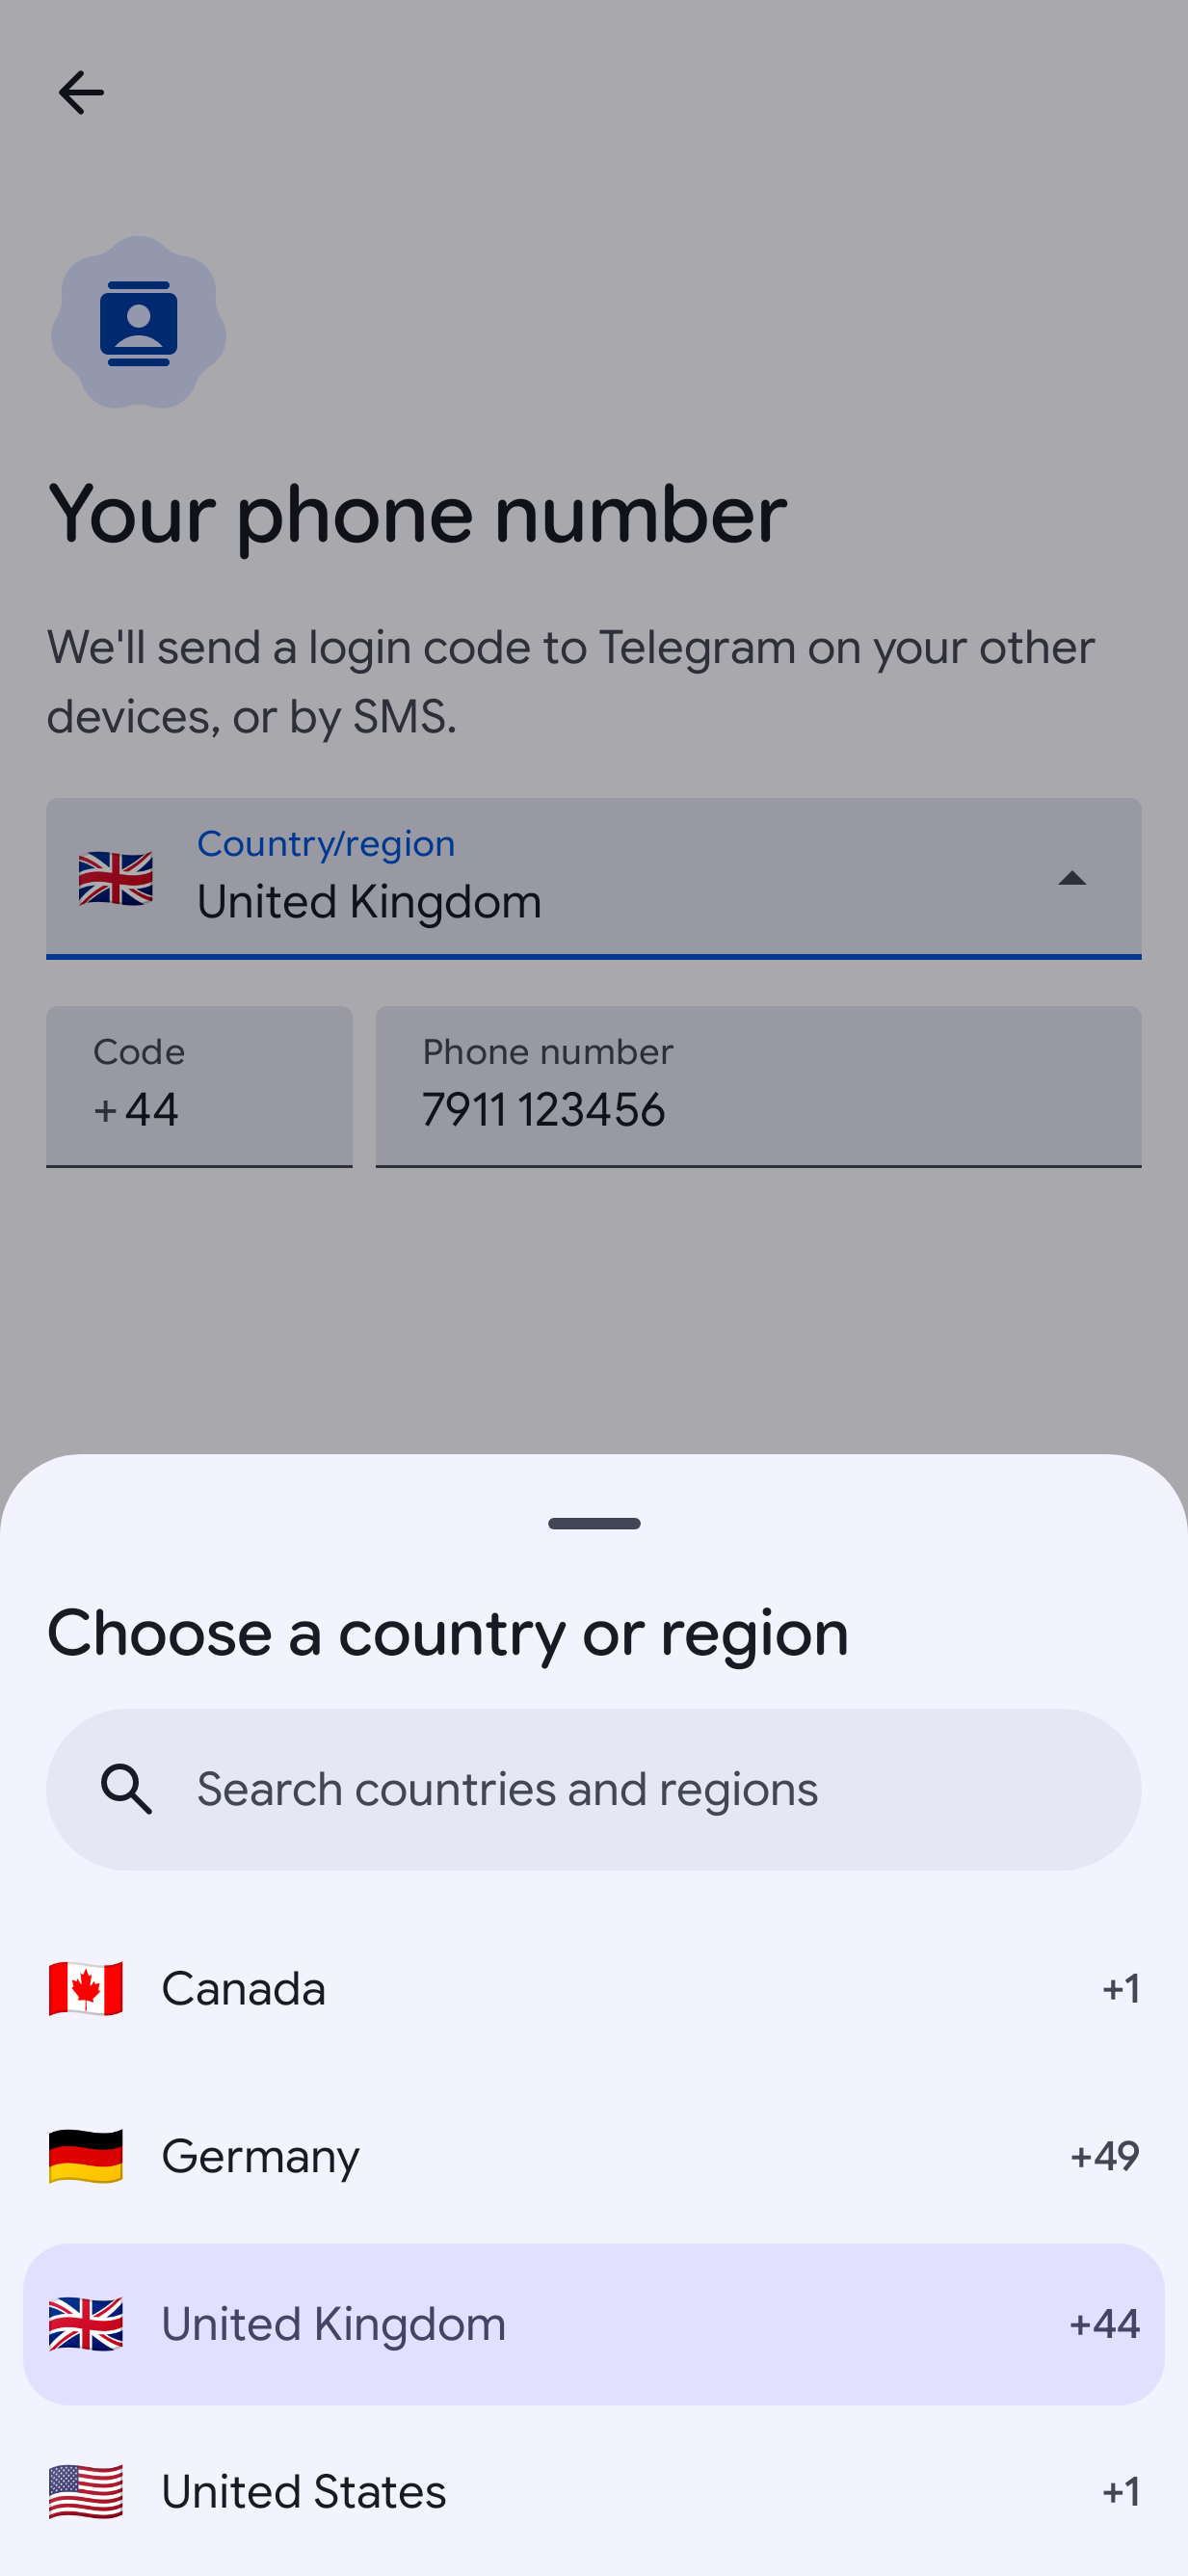 Your phone number
We'll send a login code to Telegram on your other
devices, or by SMS.
Country/region
United Kingdom
Code
+44
Phone number
7911 123456
Choose a country or region
Search countries and regions
Canada +1
Germany +49
United Kingdom +44
United States +1